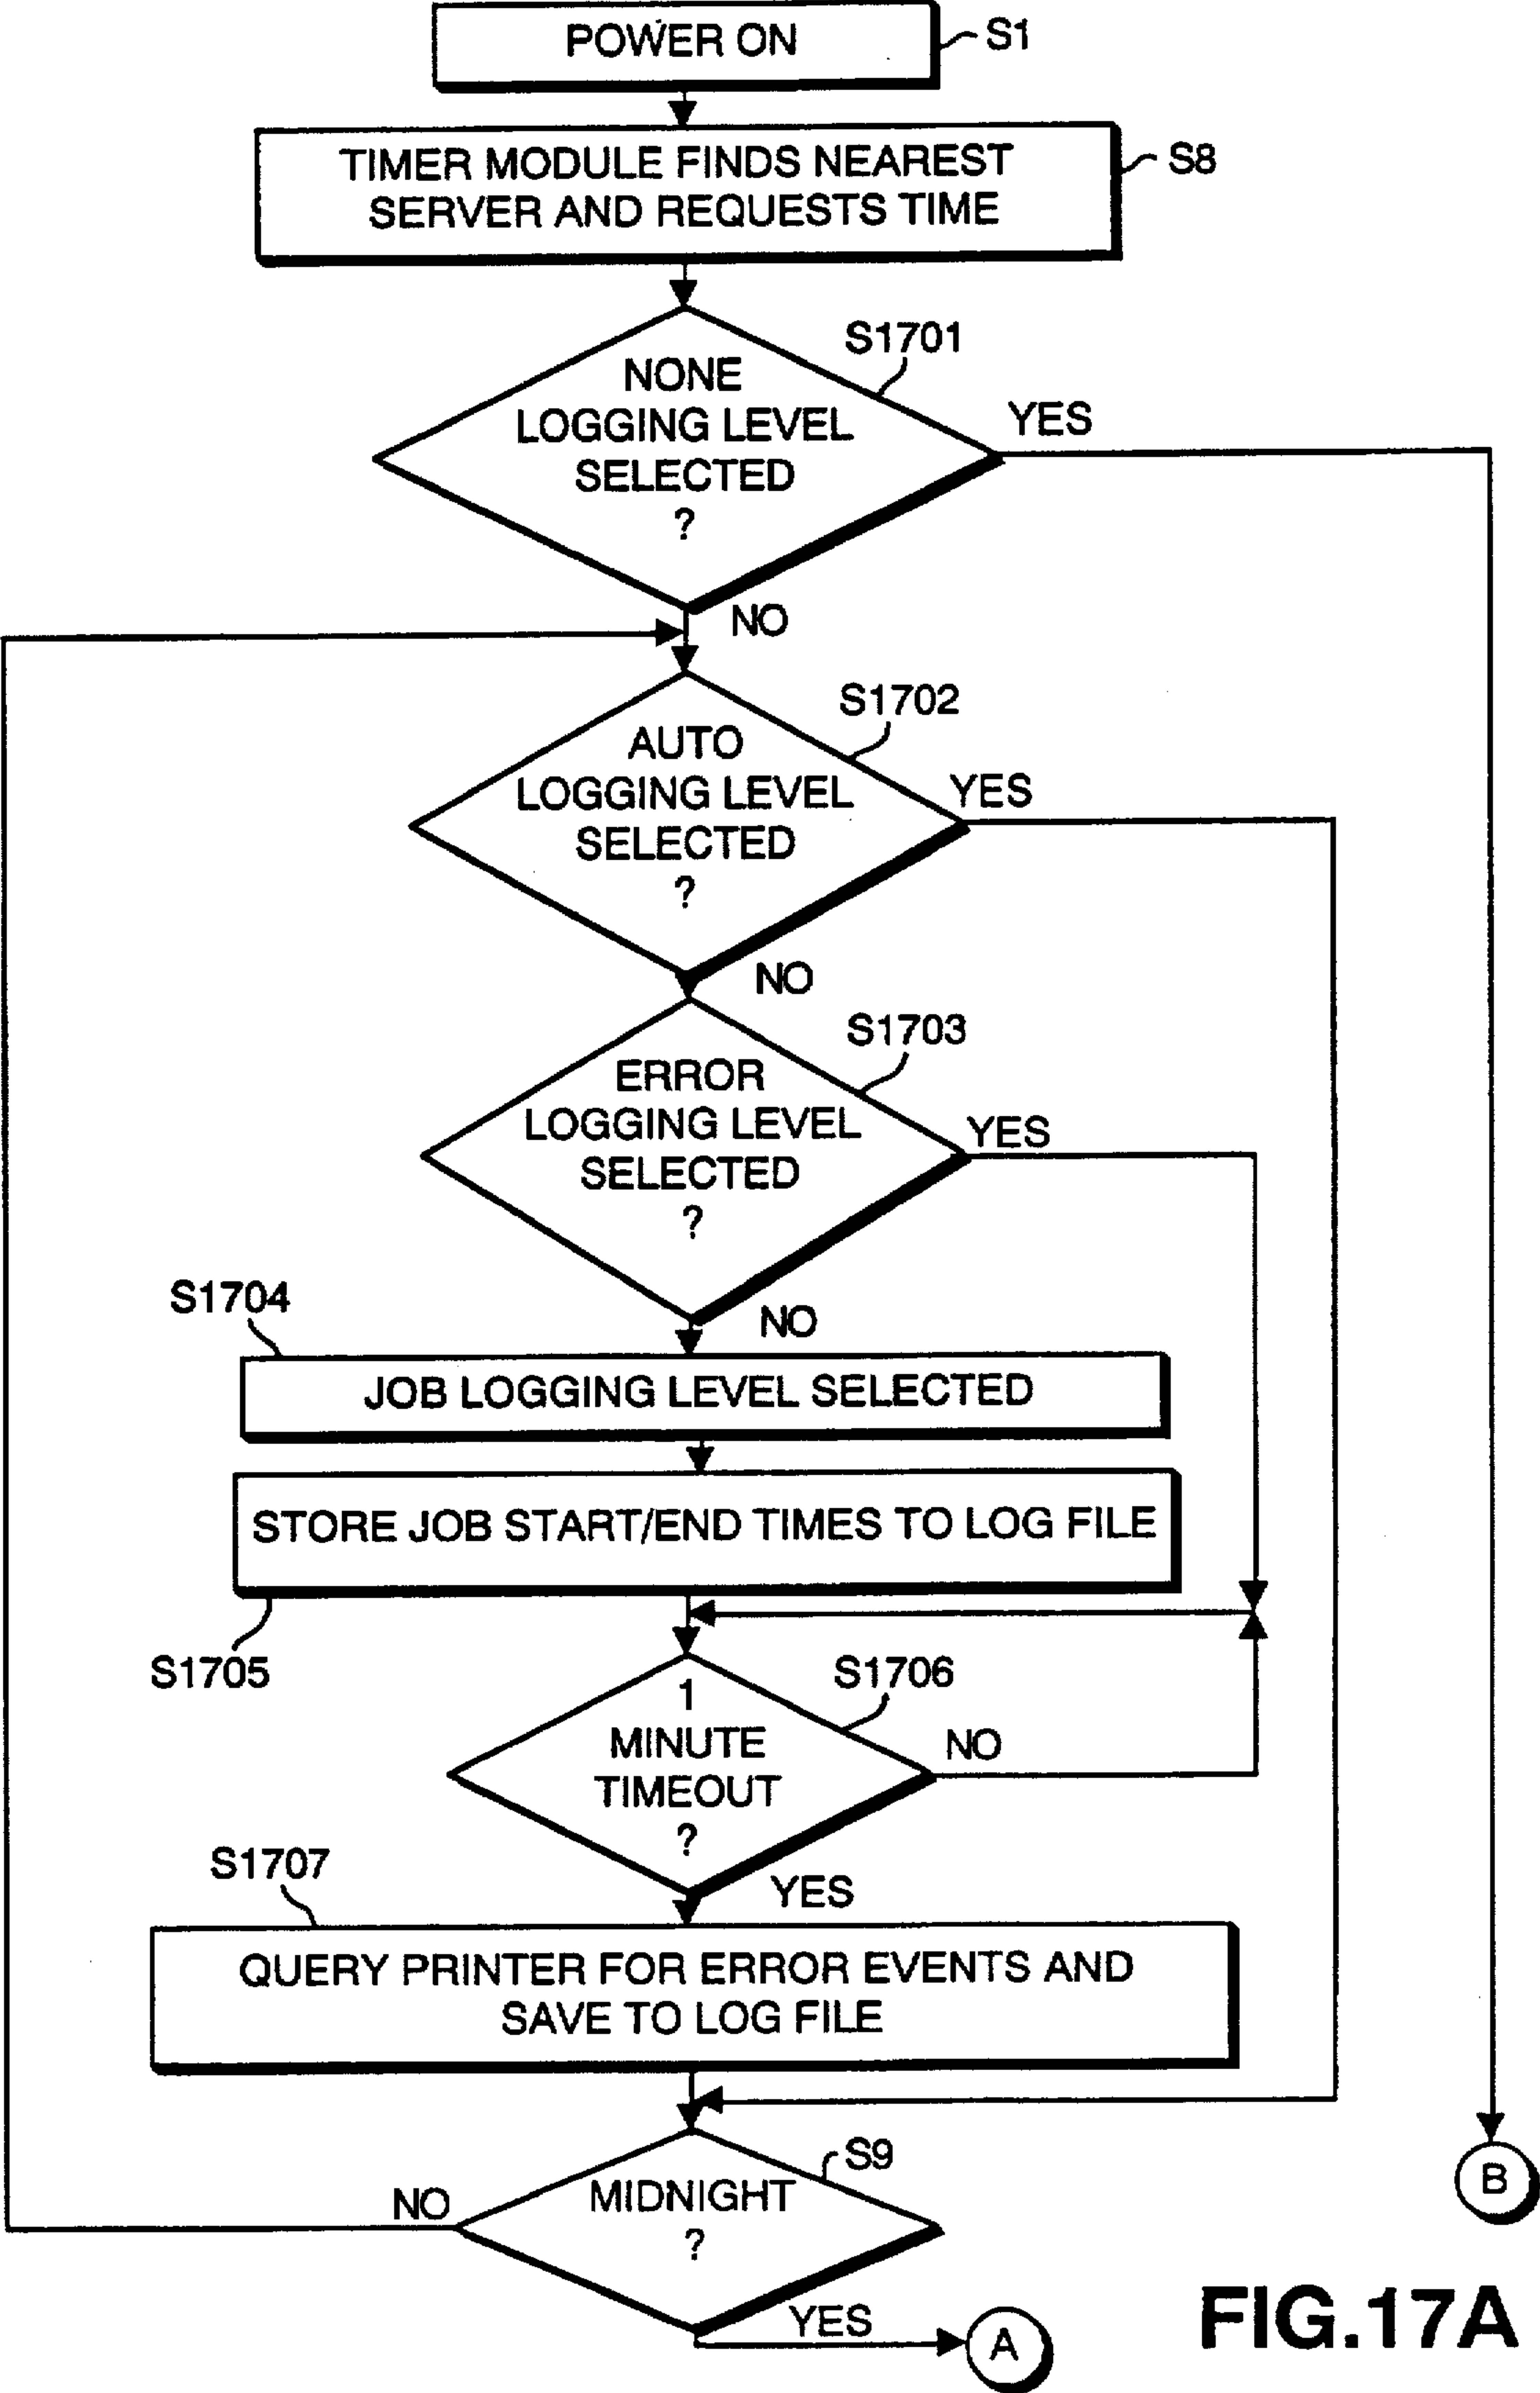 POWER ON
S1
TIMER MODULE FINDS NEAREST
SERVER AND REQUESTS TIME
S8
S1701
NONE
LOGGING LEVEL
SELECTED
?
YES
NO
S1702
AUTO
LOGGING LEVEL
SELECTED
?
YES
NO
S1703
ERROR
LOGGING LEVEL
SELECTED
?
YES
NO
S1704
JOB LOGGING LEVEL SELECTED
STORE JOB START/END TIMES TO LOG FILE
S1705
S1706
1
MINUTE
TIMEOUT
?
NO
YES
S1707
QUERY PRINTER FOR ERROR EVENTS AND
SAVE TO LOG FILE
S9
MIDNIGHT
?
NO
YES
A
B
FIG.17A